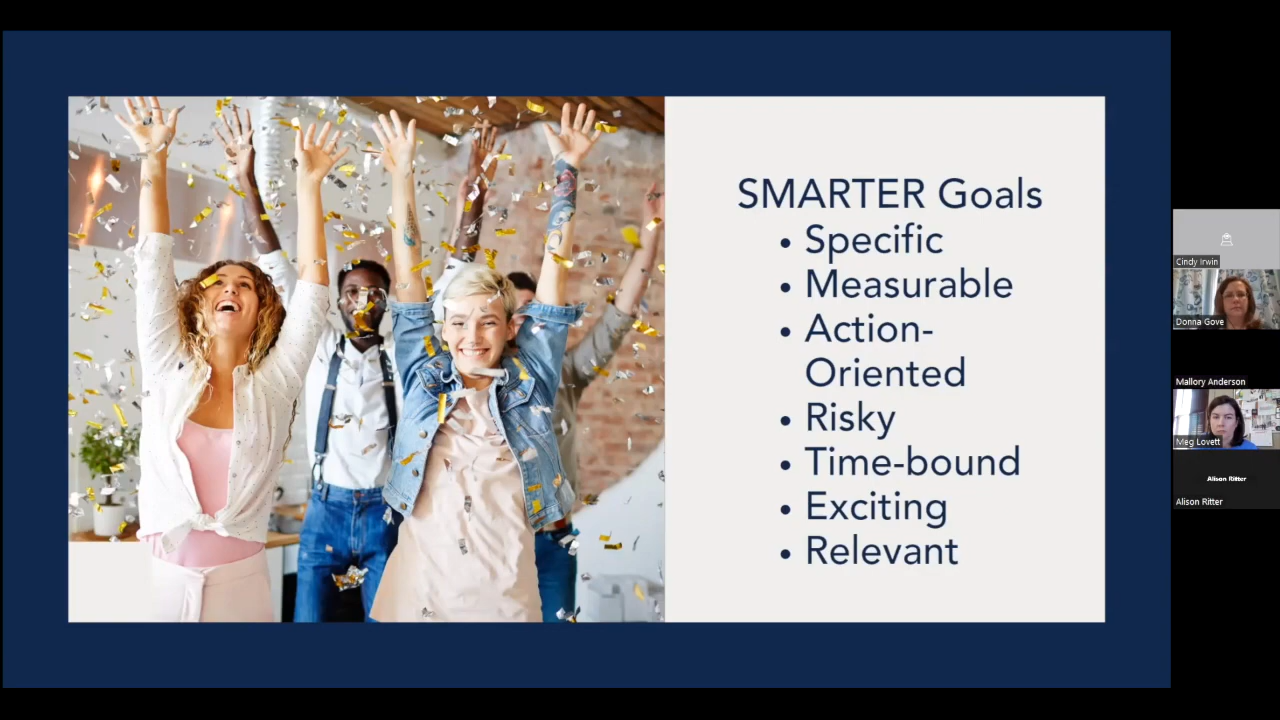 SMARTER Goals
• Specific
• Measurable
• Action-
Oriented
• Risky
• Time-bound
• Exciting
• Relevant
Cindy Irwin
Donna Gove
Mallory Anderson
Meg Lovett
Alison Ritter
Alison Ritter